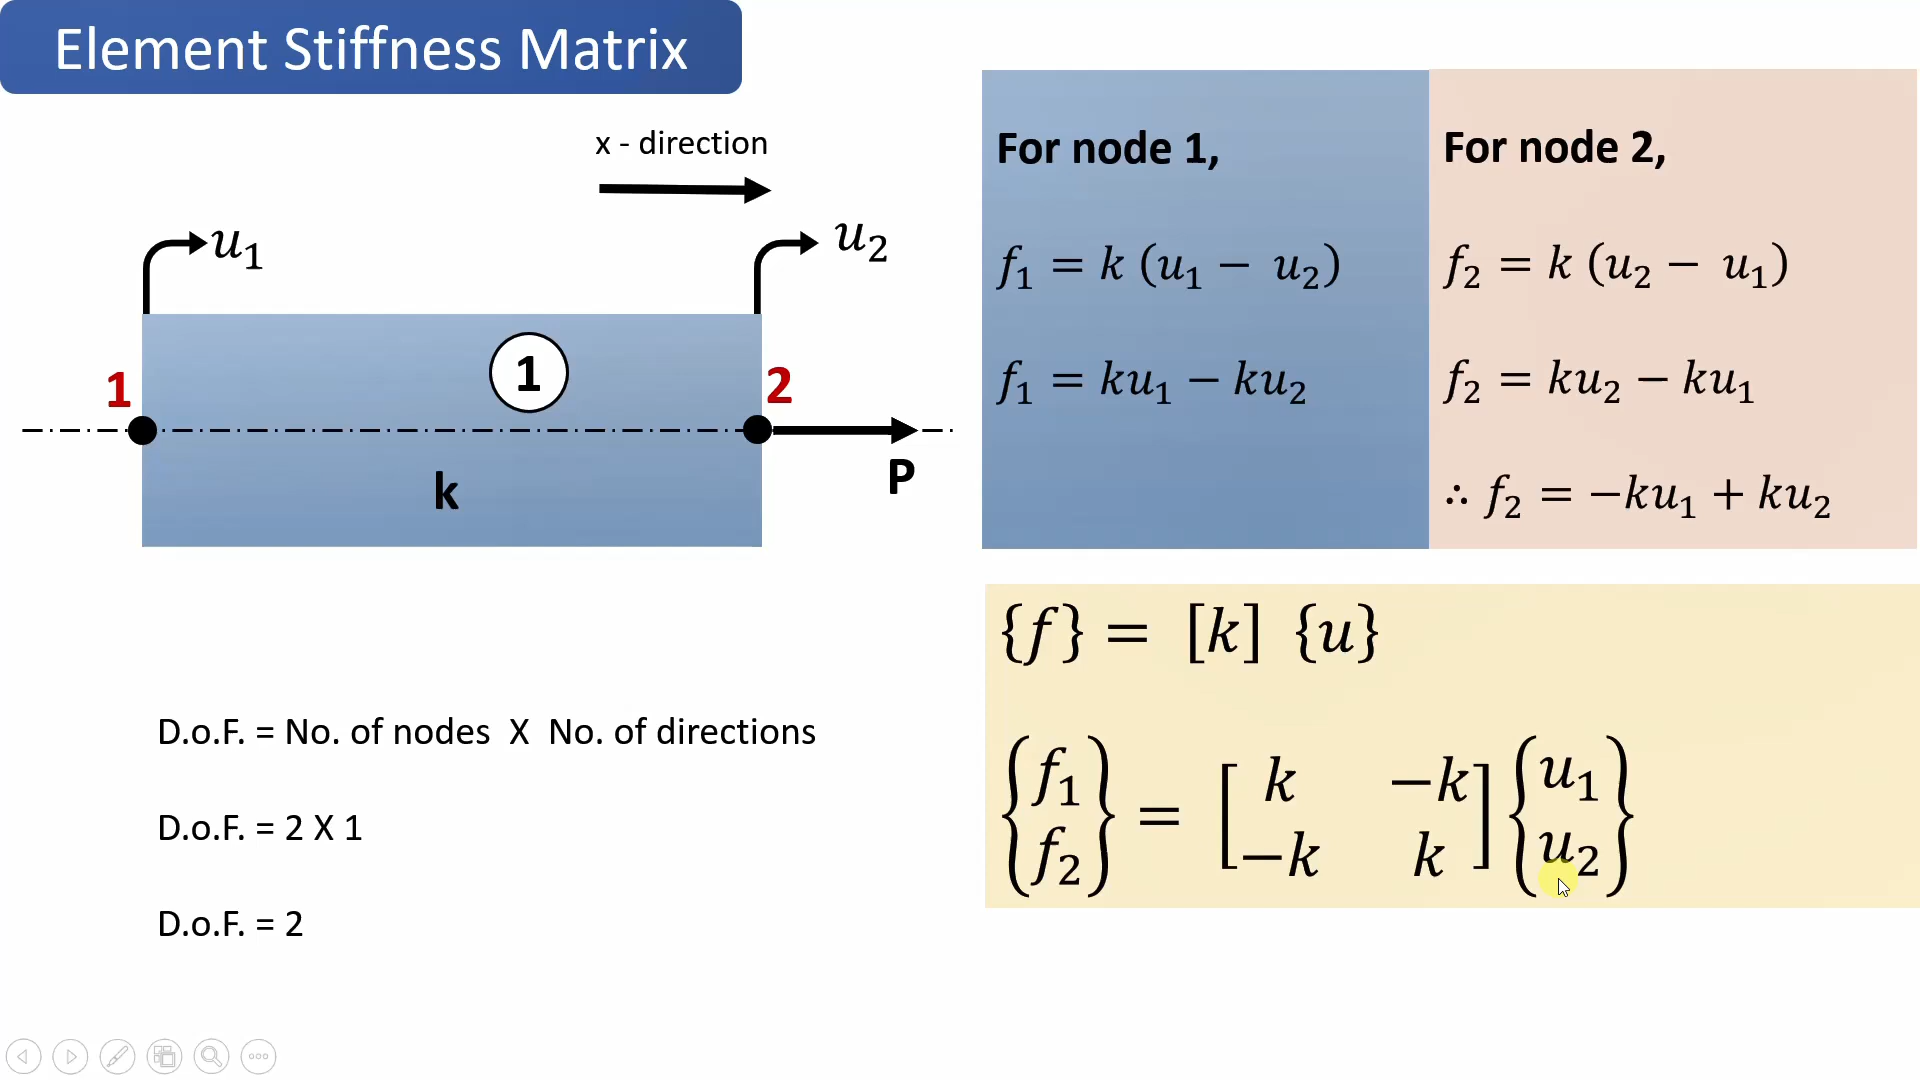 Element Stiffness Matrix
x - direction
u₁
u₂
1
1
2
k
P
D.o.F. = No. of nodes X No. of directions
D.o.F. = 2 X 1
D.o.F. = 2
For node 1,
f₁ = k (u₁ − u₂)
f₁ = ku₁ − ku₂
For node 2,
f₂ = k (u₂ − u₁)
f₂ = ku₂ − ku₁
∴ f₂ = −ku₁ + ku₂
{f} = [k] {u}
{f₁ f₂} = [k −k −k k] {u₁ u₂}